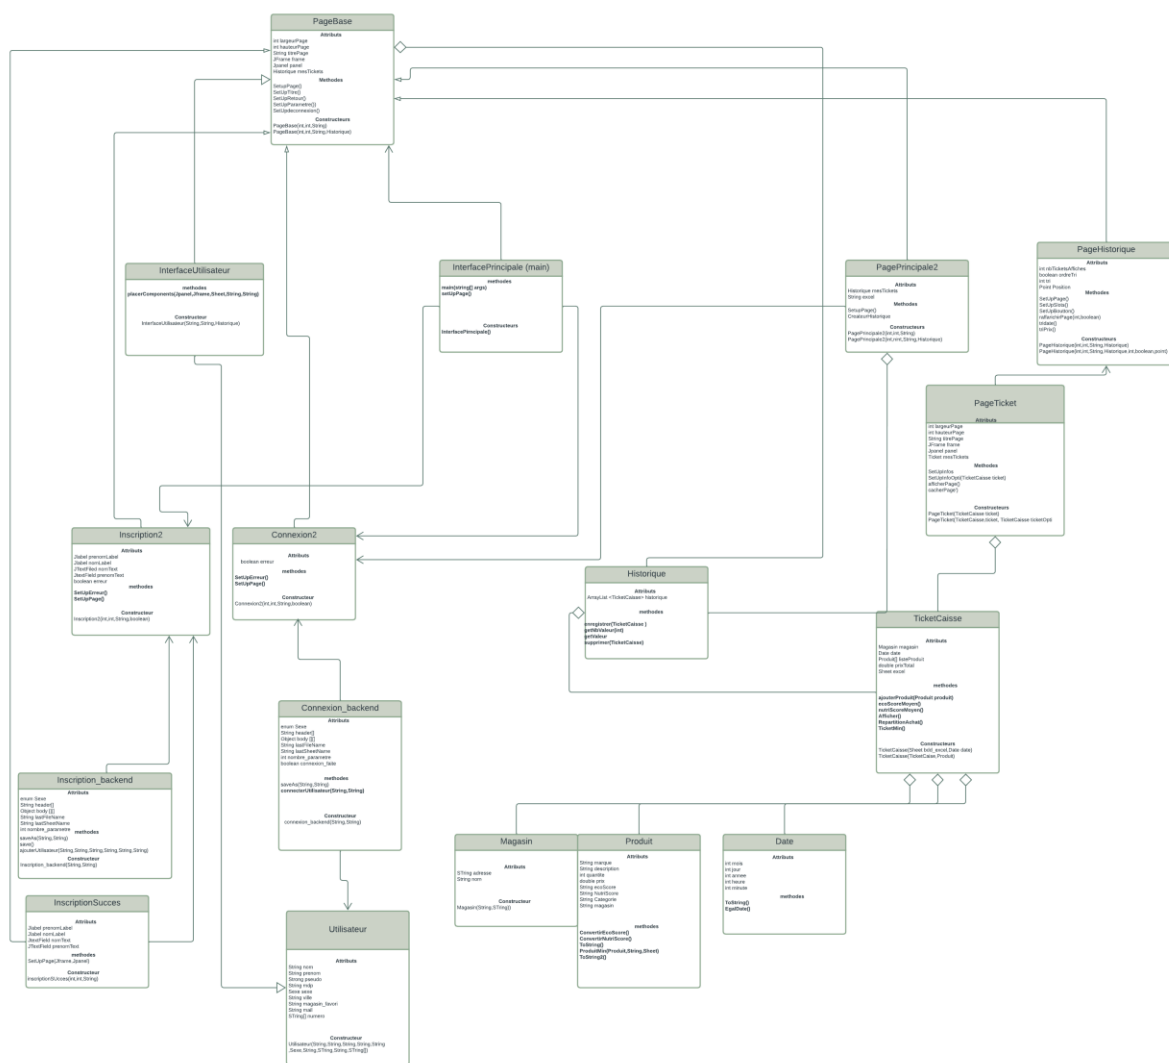 PageBase
Attributs
int largeurPage
int hauteurPage
String titrePage
JFrame frame
Jpanel panel
Historique mesTickets
Methodes
SetupPage()
SetUpTitre()
SetUpRetour()
SetUpParametre()
SetUpdeconnexion()
Constructeurs
PageBase(int,int,String)
PageBase(int,int,String,Historique)
InterfaceUtilisateur
methodes
placerComponents(Jpanel,Jframe,Sheet,String,String)
Constructeur
InterfaceUtilisateur(String,String,Historique)
InterfacePrincipale (main)
methodes
main(string[] args)
setUpPage()
Constructeurs
InterfacePrincipale()
PagePrincipale2
Attributs
Historique mesTickets
String excel
Methodes
SetupPage()
CreateurHistorique
Constructeurs
PagePrincipale2(int,int,String)
PagePrincipale2(int,int,String,Historique)
PageHistorique
Attributs
int nbTicketsAffiches
boolean ordreTri
int tri
Point Position
Methodes
SetUpPage()
SetUpBouton()
rafraichirPage(int,boolean)
tridate()
triPrix()
Constructeurs
PageHistorique(int,int,String,Historique)
PageHistorique(int,int,String,Historique,int,boolean,point)
PageTicket
Attributs
int largeurPage
int hauteurPage
String titrePage
JFrame frame
Jpanel panel
Ticket mesTickets
Methodes
SetUpInfos
SetUpInfoOpti(TicketCaisse ticket)
afficherPage()
cacherPage()
Constructeurs
PageTicket(TicketCaisse ticket)
PageTicket(TicketCaisse,ticket, TicketCaisse ticketOpti
Inscription2
Attributs
Jlabel prenomLabel
Jlabel nomLabel
JTextFiled nomText
JtextField prenomText
boolean erreur
methodes
SetUpErreur()
SetUpPage()
Constructeur
Inscription2(int,int,String,boolean)
Connexion2
Attributs
boolean erreur
methodes
SetUpErreur()
SetUpPage()
Constructeur
Connexion2(int,int,String,boolean)
Historique
Attributs
ArrayList <TicketCaisse> historique
methodes
enregistrer(TicketCaisse )
getNbValeur(int)
getValeur
supprimer(TicketCaisse)
TicketCaisse
Attributs
Magasin magasin
Date date
Produit[] listeProduit
double prixTotal
Sheet excel
methodes
ajouterProduit(Produit produit)
ecoScoreMoyen()
nutriScoreMoyen()
Afficher()
RepartitionAchat()
TicketMin()
Constructeurs
TicketCaisse(Sheet bdd_excel,Date date)
TicketCaisse(TicketCaise,Produit)
Connexion_backend
Attributs
enum Sexe
String header[]
Object body [][]
String lastFileName
String lastSheetName
int nombre_parametre
boolean connexion_faite
methodes
saveAs(String,String)
connecterUtilisateur(String,String)
Constructeur
connexion_backend(String,String)
Inscription_backend
Attributs
enum Sexe
String header[]
Object body [][]
String lastFileName
String lastSheetName
int nombre_parametre
methodes
saveAs(String,String)
save()
ajouterUtilisateur(String,String,String,String,String)
Constructeur
Inscription_backend(String,String)
InscriptionSucces
Attributs
Jlabel prenomLabel
Jlabel nomLabel
JtextField nomText
JTextField prenomText
methodes
SetUpPage(Jframe,Jpanel)
Constructeur
InscriptionSUcces(int,int,String)
Magasin
Attributs
STring adresse
String nom
Constructeur
Magasin(String,STring))
Produit
Attributs
String marque
String description
int quantite
double prix
String ecoScore
String NutriScore
String Categorie
String magasin
methodes
ConvertirEcoScore()
ConvertirNutriScore()
ToString()
ProduitMin(Produit,String,Sheet)
ToString2()
Date
Attributs
int mois
int jour
int annee
int heure
int minute
methodes
ToString()
EgalDate()
Utilisateur
Attributs
String nom
String prenom
Strong pseudo
String mdp
Sexe sexe
String ville
String magasin_favori
String mail
STring[] numero
Constructeur
Utilisateur(String,String,String,String,String
,Sexe,String,STring,String,STring[])